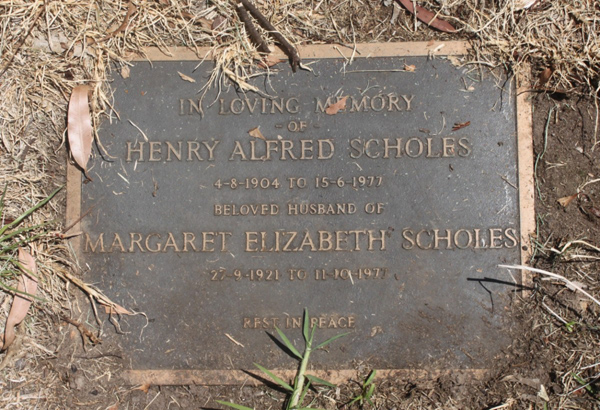 IN LOVING MEMORY
- OF -
HENRY ALFRED SCHOLES
4-8-1904 TO 15-6-1977
BELOVED HUSBAND OF
MARGARET ELIZABETH SCHOLES
27-9-1921 TO 11-10-1977
REST IN PEACE